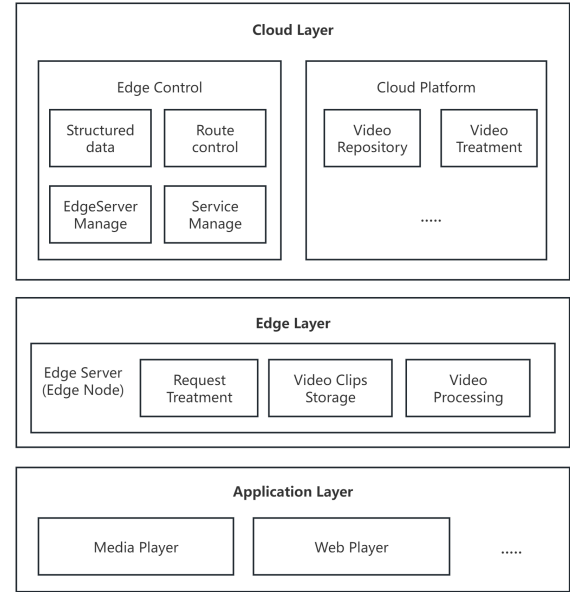 Cloud Layer
Edge Control
Structured
data
Route
control
EdgeServer
Manage
Service
Manage
Cloud Platform
Video
Repository
Video
Treatment
.....
Edge Layer
Edge Server
(Edge Node)
Request
Treatment
Video Clips
Storage
Video
Processing
Application Layer
Media Player
Web Player
.....